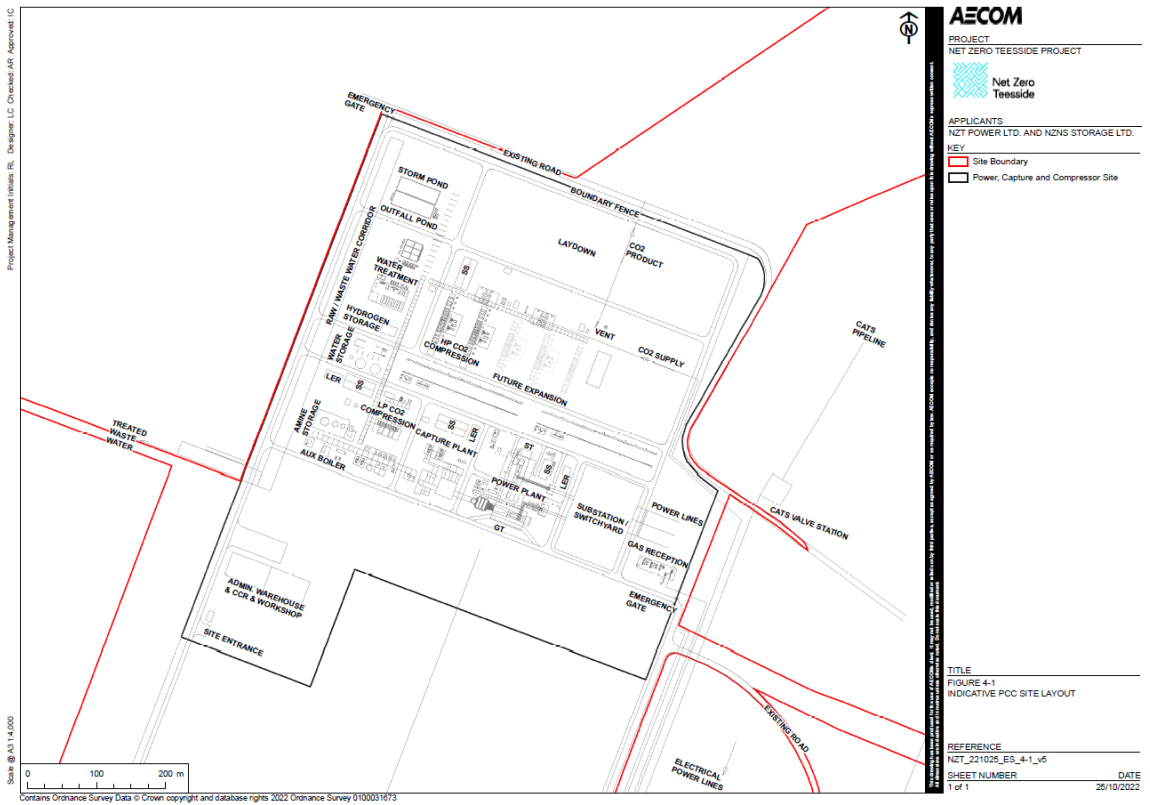 Project Management Initials: RL Designer: LC Checked: AR Approved: IC
Scale @ A3 1:4,000
N
EMERGENCY
GATE
EXISTING ROAD
BOUNDARY FENCE
STORM POND
OUTFALL POND
RAW / WASTE WATER CORRIDOR
LAYDOWN
CO2
PRODUCT
WATER
TREATMENT
SS
HYDROGEN
STORAGE
VENT
CO2 SUPPLY
HP CO2
COMPRESSION
WATER
STORAGE
FUTURE EXPANSION
CATS
PIPELINE
LER
SS
LP CO2
COMPRESSION
AMINE
STORAGE
CAPTURE PLANT
SS
LER
ST
SS
LER
AUX BOILER
POWER PLANT
TREATED
WASTE
WATER
SUBSTATION /
SWITCHYARD
POWER LINES
CATS VALVE STATION
GT
GAS RECEPTION
EMERGENCY
GATE
ADMIN. WAREHOUSE
& CCR & WORKSHOP
SITE ENTRANCE
EXISTING ROAD
ELECTRICAL
POWER LINES
0 100 200 m
Contains Ordnance Survey Data © Crown copyright and database rights 2022 Ordnance Survey 0100031673
AECOM
PROJECT
NET ZERO TEESSIDE PROJECT
Net Zero
Teesside
APPLICANTS
NZT POWER LTD. AND NZNS STORAGE LTD.
KEY
Site Boundary
Power, Capture and Compressor Site
TITLE
FIGURE 4-1
INDICATIVE PCC SITE LAYOUT
REFERENCE
NZT_221025_ES_4-1_v5
SHEET NUMBER DATE
1 of 1 25/10/2022